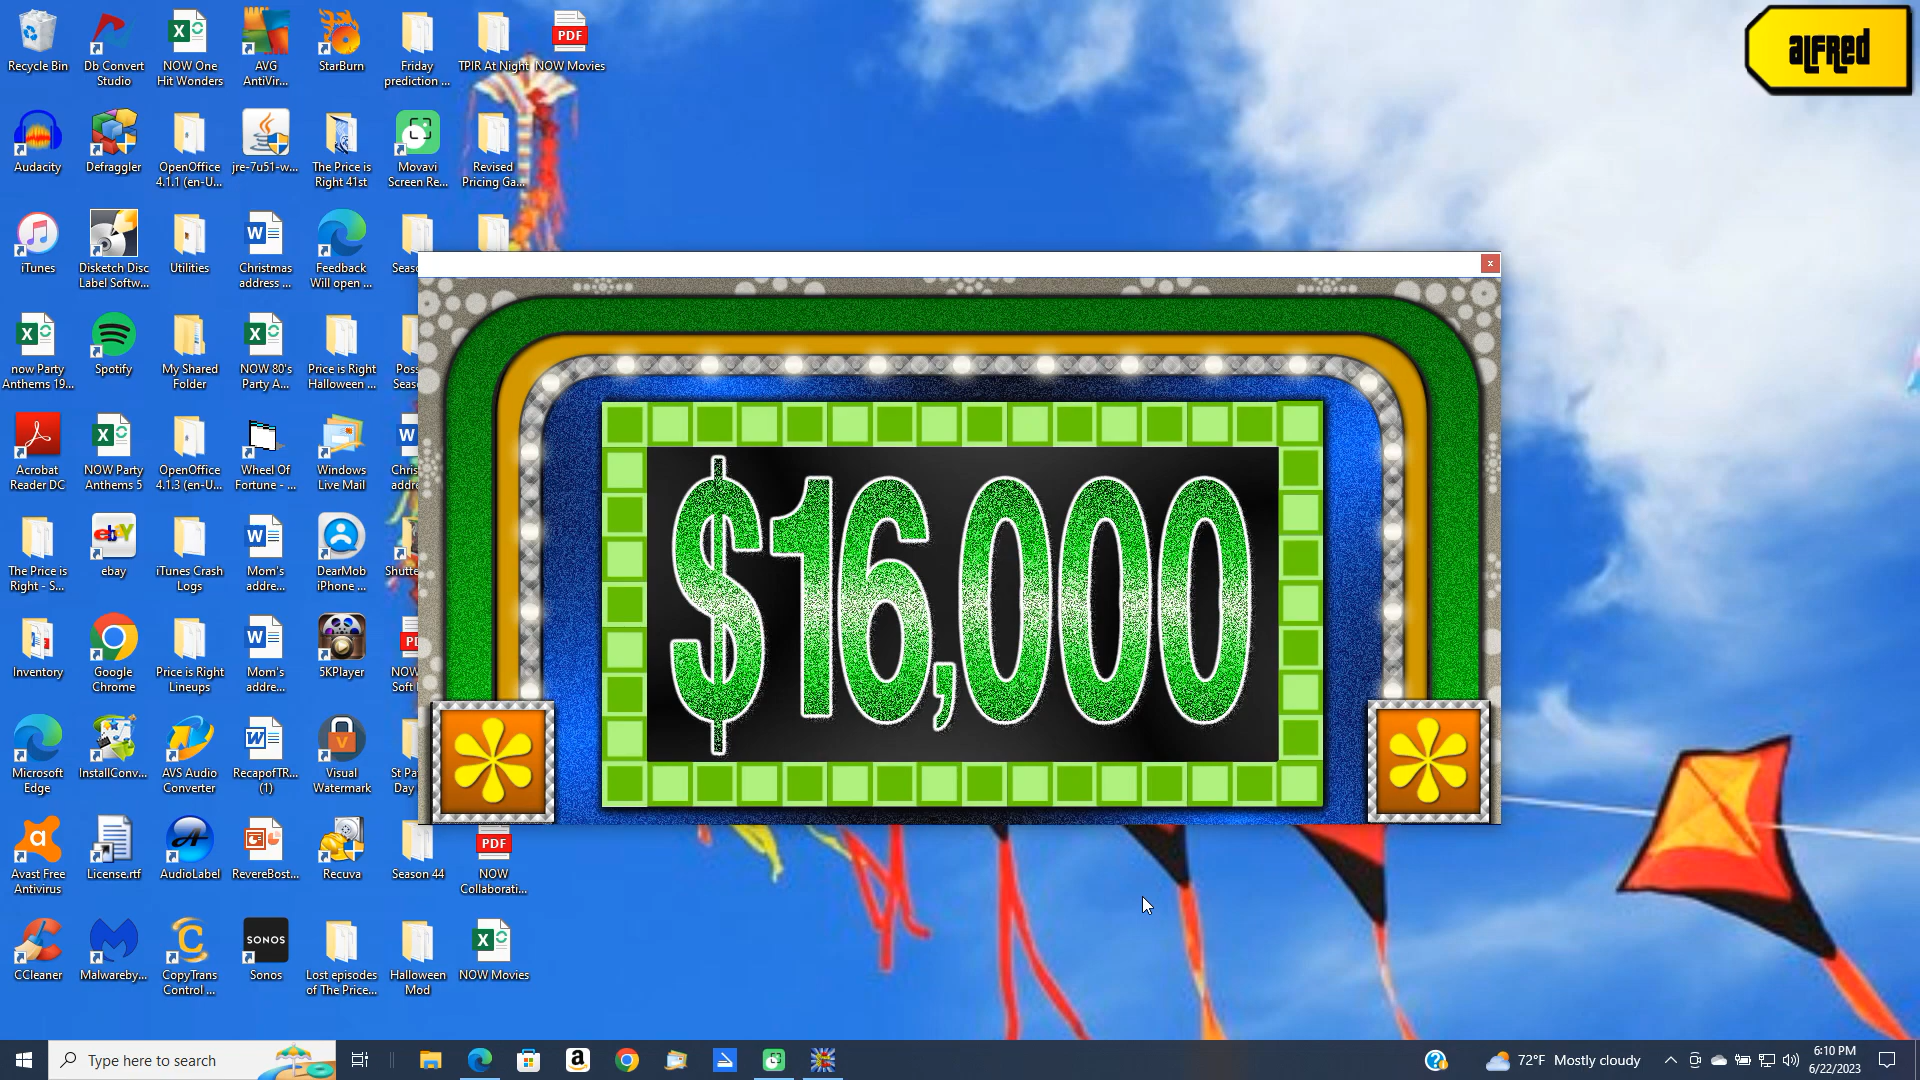 Recycle Bin
Db Convert
Studio
NOW One
Hit Wonders
AVG
AntiVir...
StarBurn
Friday
prediction ...
TPIR At Night
PDF
NOW Movies
ALFRED
Audacity
Defraggler
OpenOffice
4.1.1 (en-U...
jre-7u51-w...
The Price is
Right 41st
Movavi
Screen Re...
Revised
Pricing Ga...
iTunes
Disketch Disc
Label Softw...
Utilities
Christmas
address ...
Feedback
Will open ...
Seas
x
now Party
Anthems 19...
Spotify
My Shared
Folder
NOW 80's
Party A...
Price is Right
Halloween ...
Poss
Seas
Acrobat
Reader DC
NOW Party
Anthems 5
OpenOffice
4.1.3 (en-U...
Wheel Of
Fortune - ...
Windows
Live Mail
Chris
addre
$16,000
The Price is
Right - S...
ebay
ebay
iTunes Crash
Logs
Mom's
addre...
DearMob
iPhone ...
Shutte
Inventory
Google
Chrome
Price is Right
Lineups
Mom's
addre...
5KPlayer
NOW
Soft
Microsoft
Edge
InstallConv...
AVS Audio
Converter
RecapofTR...
(1)
Visual
Watermark
St Pa
Day
Avast Free
Antivirus
License.rtf
AudioLabel
RevereBost...
Recuva
Season 44
PDF
NOW
Collaborati...
CCleaner
Malwareby...
CopyTrans
Control ...
SONOS
Sonos
Lost episodes
of The Price...
Halloween
Mod
NOW Movies
Type here to search
72°F Mostly cloudy
6:10 PM
6/22/2023